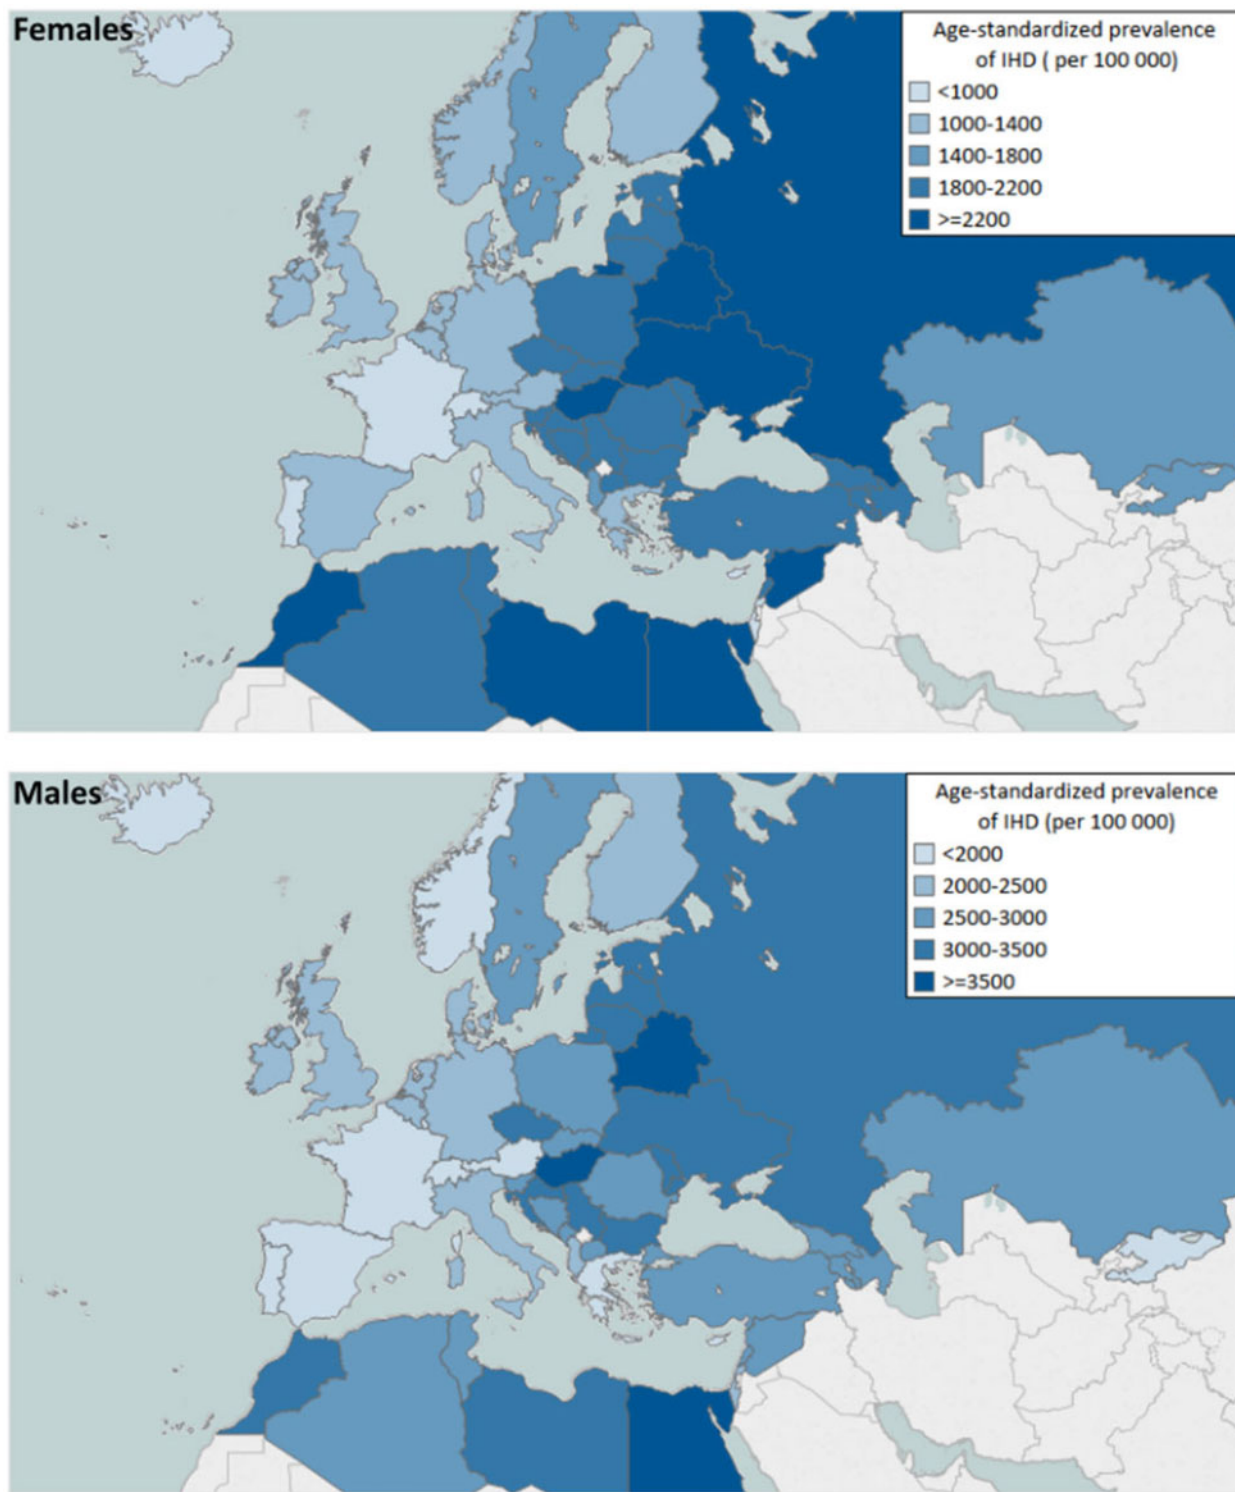 Females
Age-standardized prevalence
of IHD ( per 100 000)
<1000
1000-1400
1400-1800
1800-2200
>=2200
Males
Age-standardized prevalence
of IHD (per 100 000)
<2000
2000-2500
2500-3000
3000-3500
>=3500